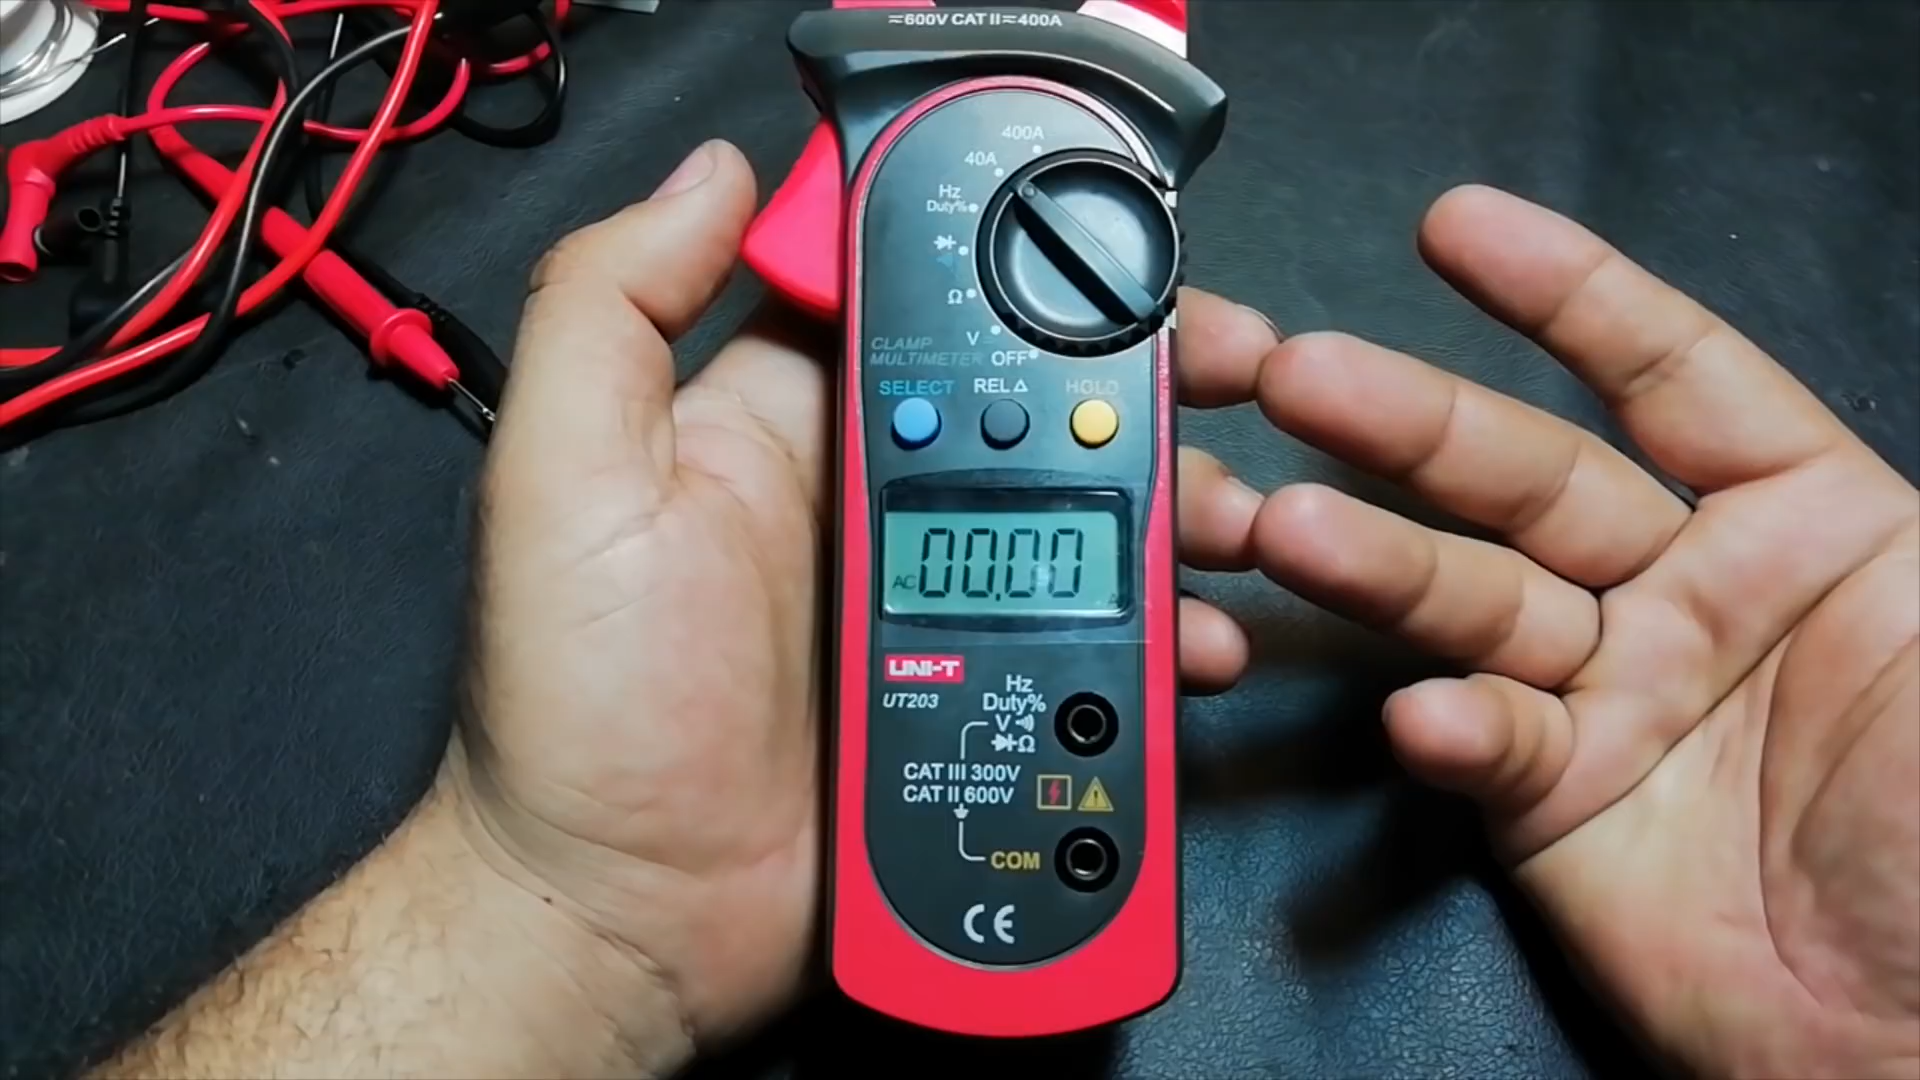 ≂600V CAT II≂400A
400A
40A
Hz
Duty%
Ω
V
OFF
CLAMP
MULTIMETER
SELECT REL△ HOLD
AC 00.00 A
UNI-T
UT203
Hz
Duty%
V
Ω
CAT III 300V
CAT II 600V
COM
CE